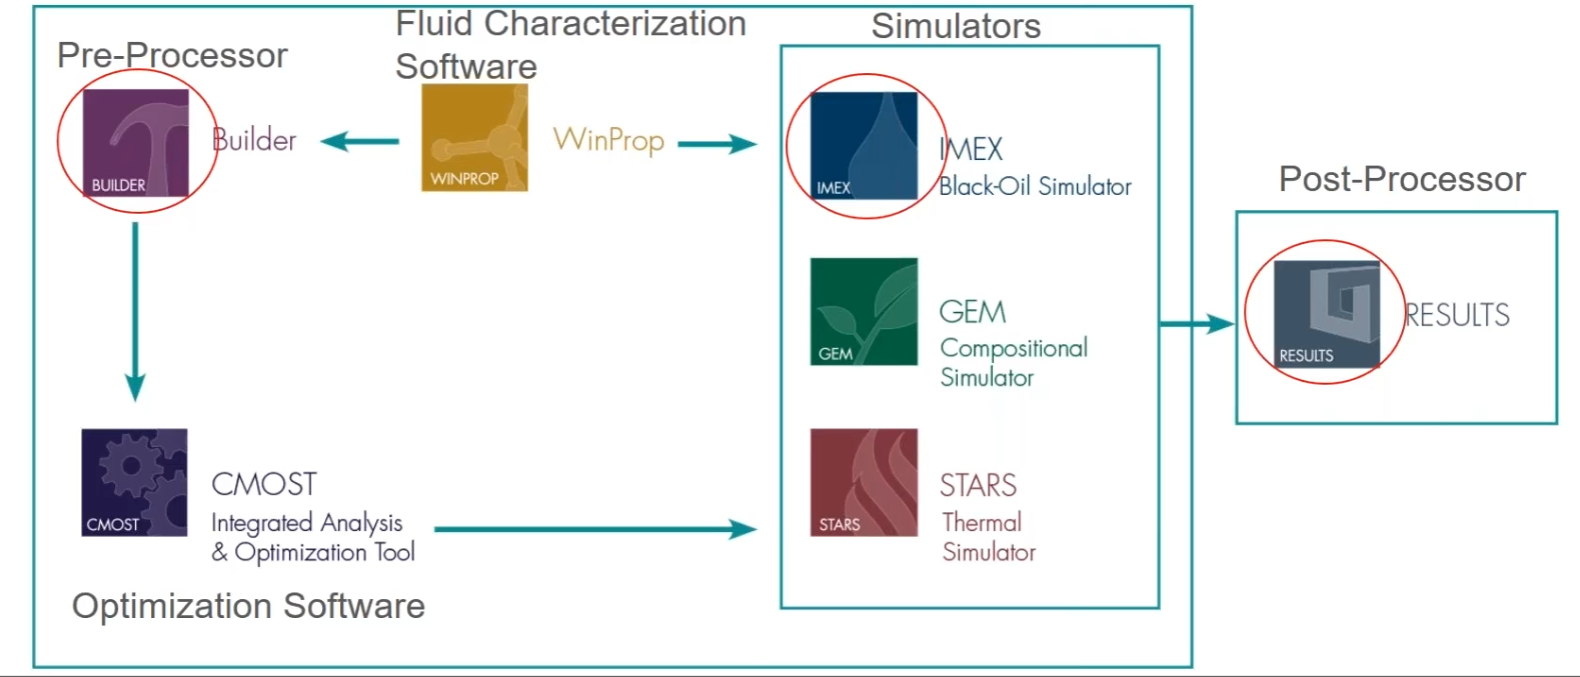 Pre-Processor
BUILDER
Builder
Fluid Characterization
Software
WINPROP
WinProp
Simulators
IMEX
IMEX
Black-Oil Simulator
GEM
GEM
Compositional
Simulator
STARS
STARS
Thermal
Simulator
CMOST
CMOST
Integrated Analysis
& Optimization Tool
Optimization Software
Post-Processor
RESULTS
RESULTS